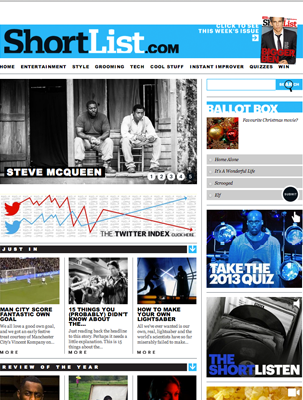 CLICK TO SEE
THIS WEEK'S ISSUE
ShortList.COM
HOME ENTERTAINMENT STYLE GROOMING TECH COOL STUFF INSTANT IMPROVER QUIZZES WIN
STEVE MCQUEEN
1 2 3 4 5
THE TWITTER INDEX CLICK HERE
JUST IN
MAN CITY SCORE
FANTASTIC OWN
GOAL
We all love a good own goal,
and we've got an early
festive treat courtesy of
Manchester
City's Vincent Kompany on...
MORE
15 THINGS YOU
(PROBABLY) DIDN'T
KNOW ABOUT
THE...
Just reading back the headline
to this story. Perhaps it needs a
little explanation. This is 15
things about the...
MORE
HOW TO MAKE
YOUR OWN
LIGHTSABER
All we've ever wanted is our
own, real, lightsaber and the
world's scientists have so far
miserably failed to make...
MORE
REVIEW OF THE YEAR
SEARCH
BALLOT BOX
Favourite Christmas movie?
Home Alone
It's A Wonderful Life
Scrooged
Elf
TAKE THE
2013 QUIZ
THE
SHORT LISTEN